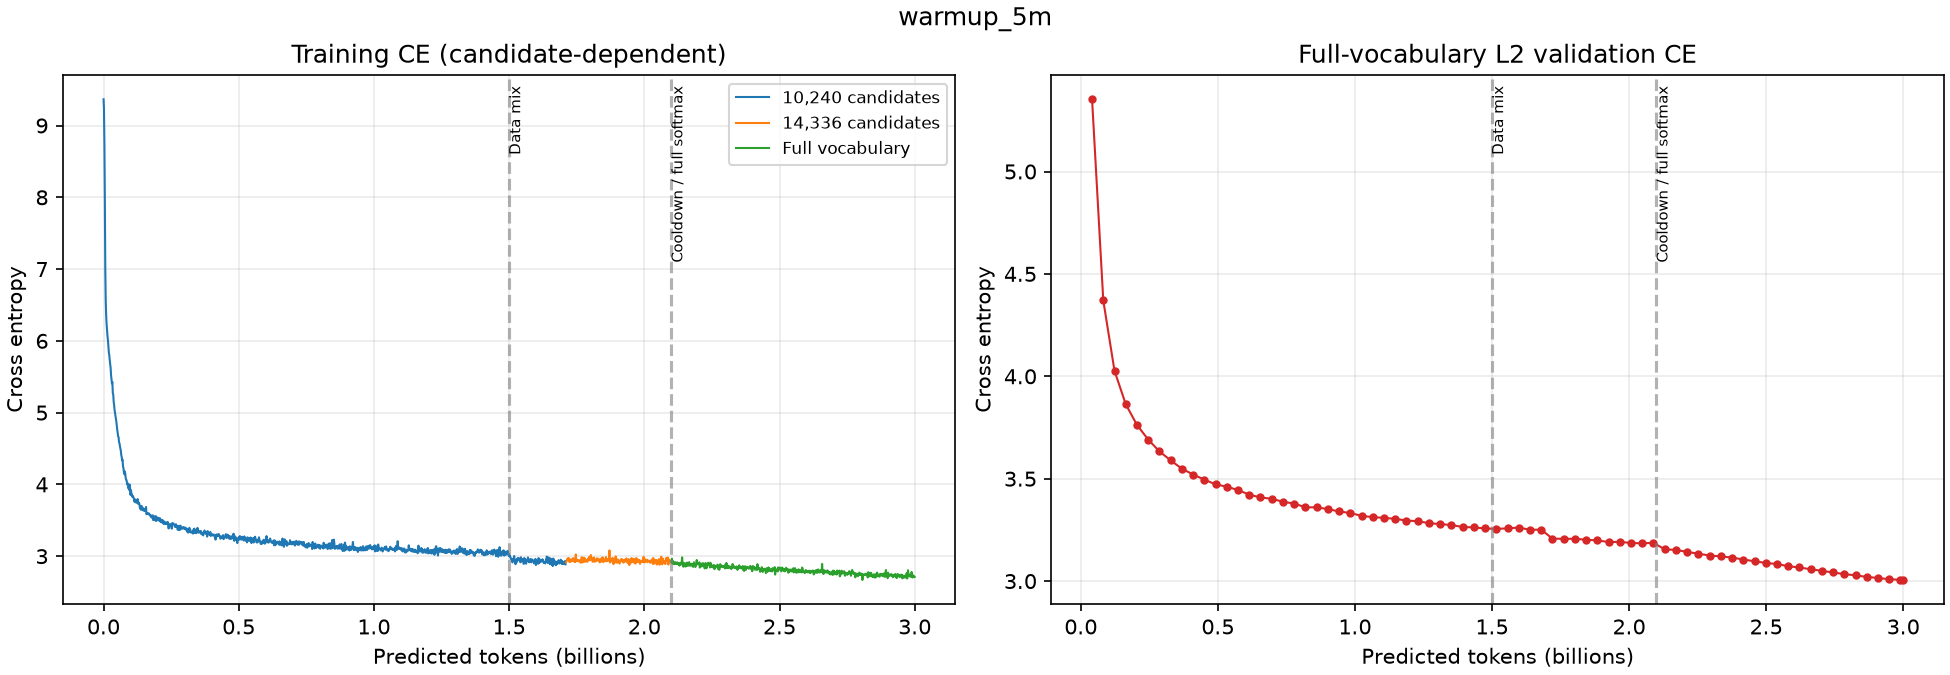 warmup_5m
Training CE (candidate-dependent)
Cross entropy
9
8
7
6
5
4
3
Data mix
Cooldown / full softmax
10,240 candidates
14,336 candidates
Full vocabulary
0.0 0.5 1.0 1.5 2.0 2.5 3.0
Predicted tokens (billions)
Full-vocabulary L2 validation CE
Cross entropy
5.0
4.5
4.0
3.5
3.0
Data mix
Cooldown / full softmax
0.0 0.5 1.0 1.5 2.0 2.5 3.0
Predicted tokens (billions)